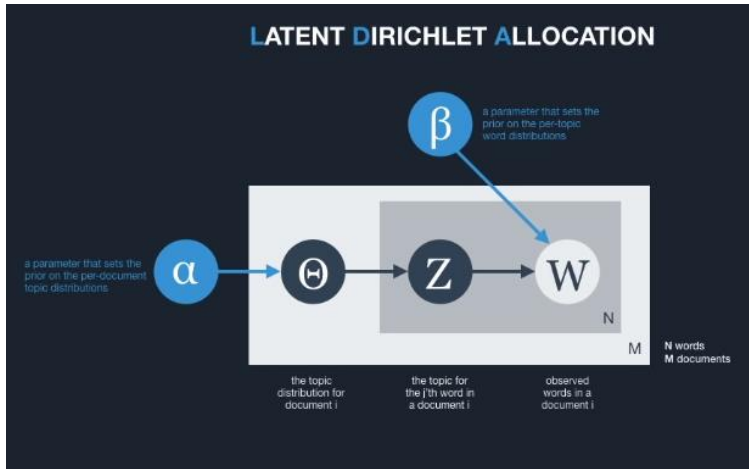 LATENT DIRICHLET ALLOCATION
β
a parameter that sets the
prior on the per-topic
word distributions
a parameter that sets the
prior on the per-document
topic distributions
α
Θ
Z
W
N
M
N words
M documents
the topic
distribution for
document i
the topic for
the j'th word in
a document i
observed
words in a
document i